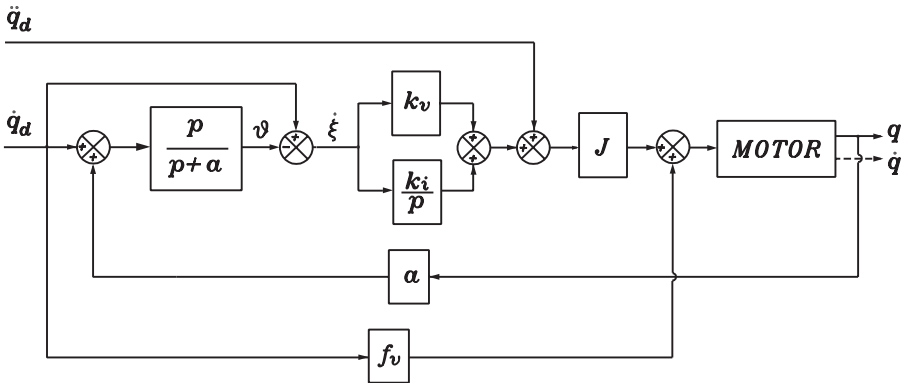 q̈_d
q̇_d
+
+
p
p+a
ϑ
+
−
ξ̇
k_v
k_i
p
+
+
+
+
J
+
+
MOTOR
q
q̇
a
f_v